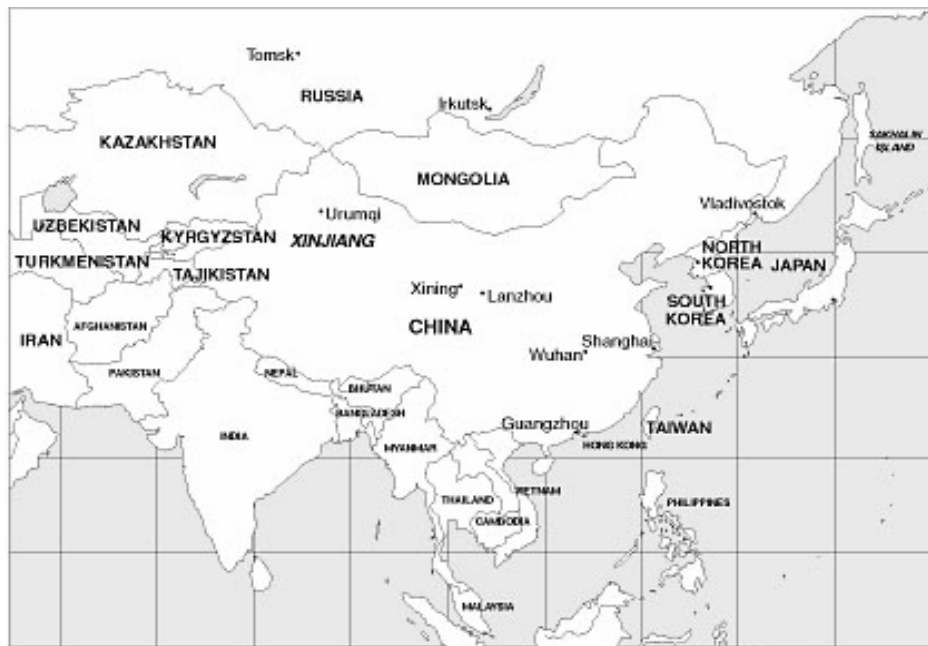 Tomsk
RUSSIA
Irkutsk
KAZAKHSTAN
SAKHALIN
ISLAND
MONGOLIA
Vladivostok
Urumqi
UZBEKISTAN
KYRGYZSTAN
XINJIANG
TURKMENISTAN
NORTH
KOREA
JAPAN
TAJIKISTAN
Xining
Lanzhou
SOUTH
KOREA
AFGHANISTAN
CHINA
IRAN
Shanghai
Wuhan
PAKISTAN
NEPAL
BHUTAN
BANGLADESH
Guangzhou
TAIWAN
INDIA
HONG KONG
MYANMAR
VIETNAM
THAILAND
PHILIPPINES
CAMBODIA
MALAYSIA